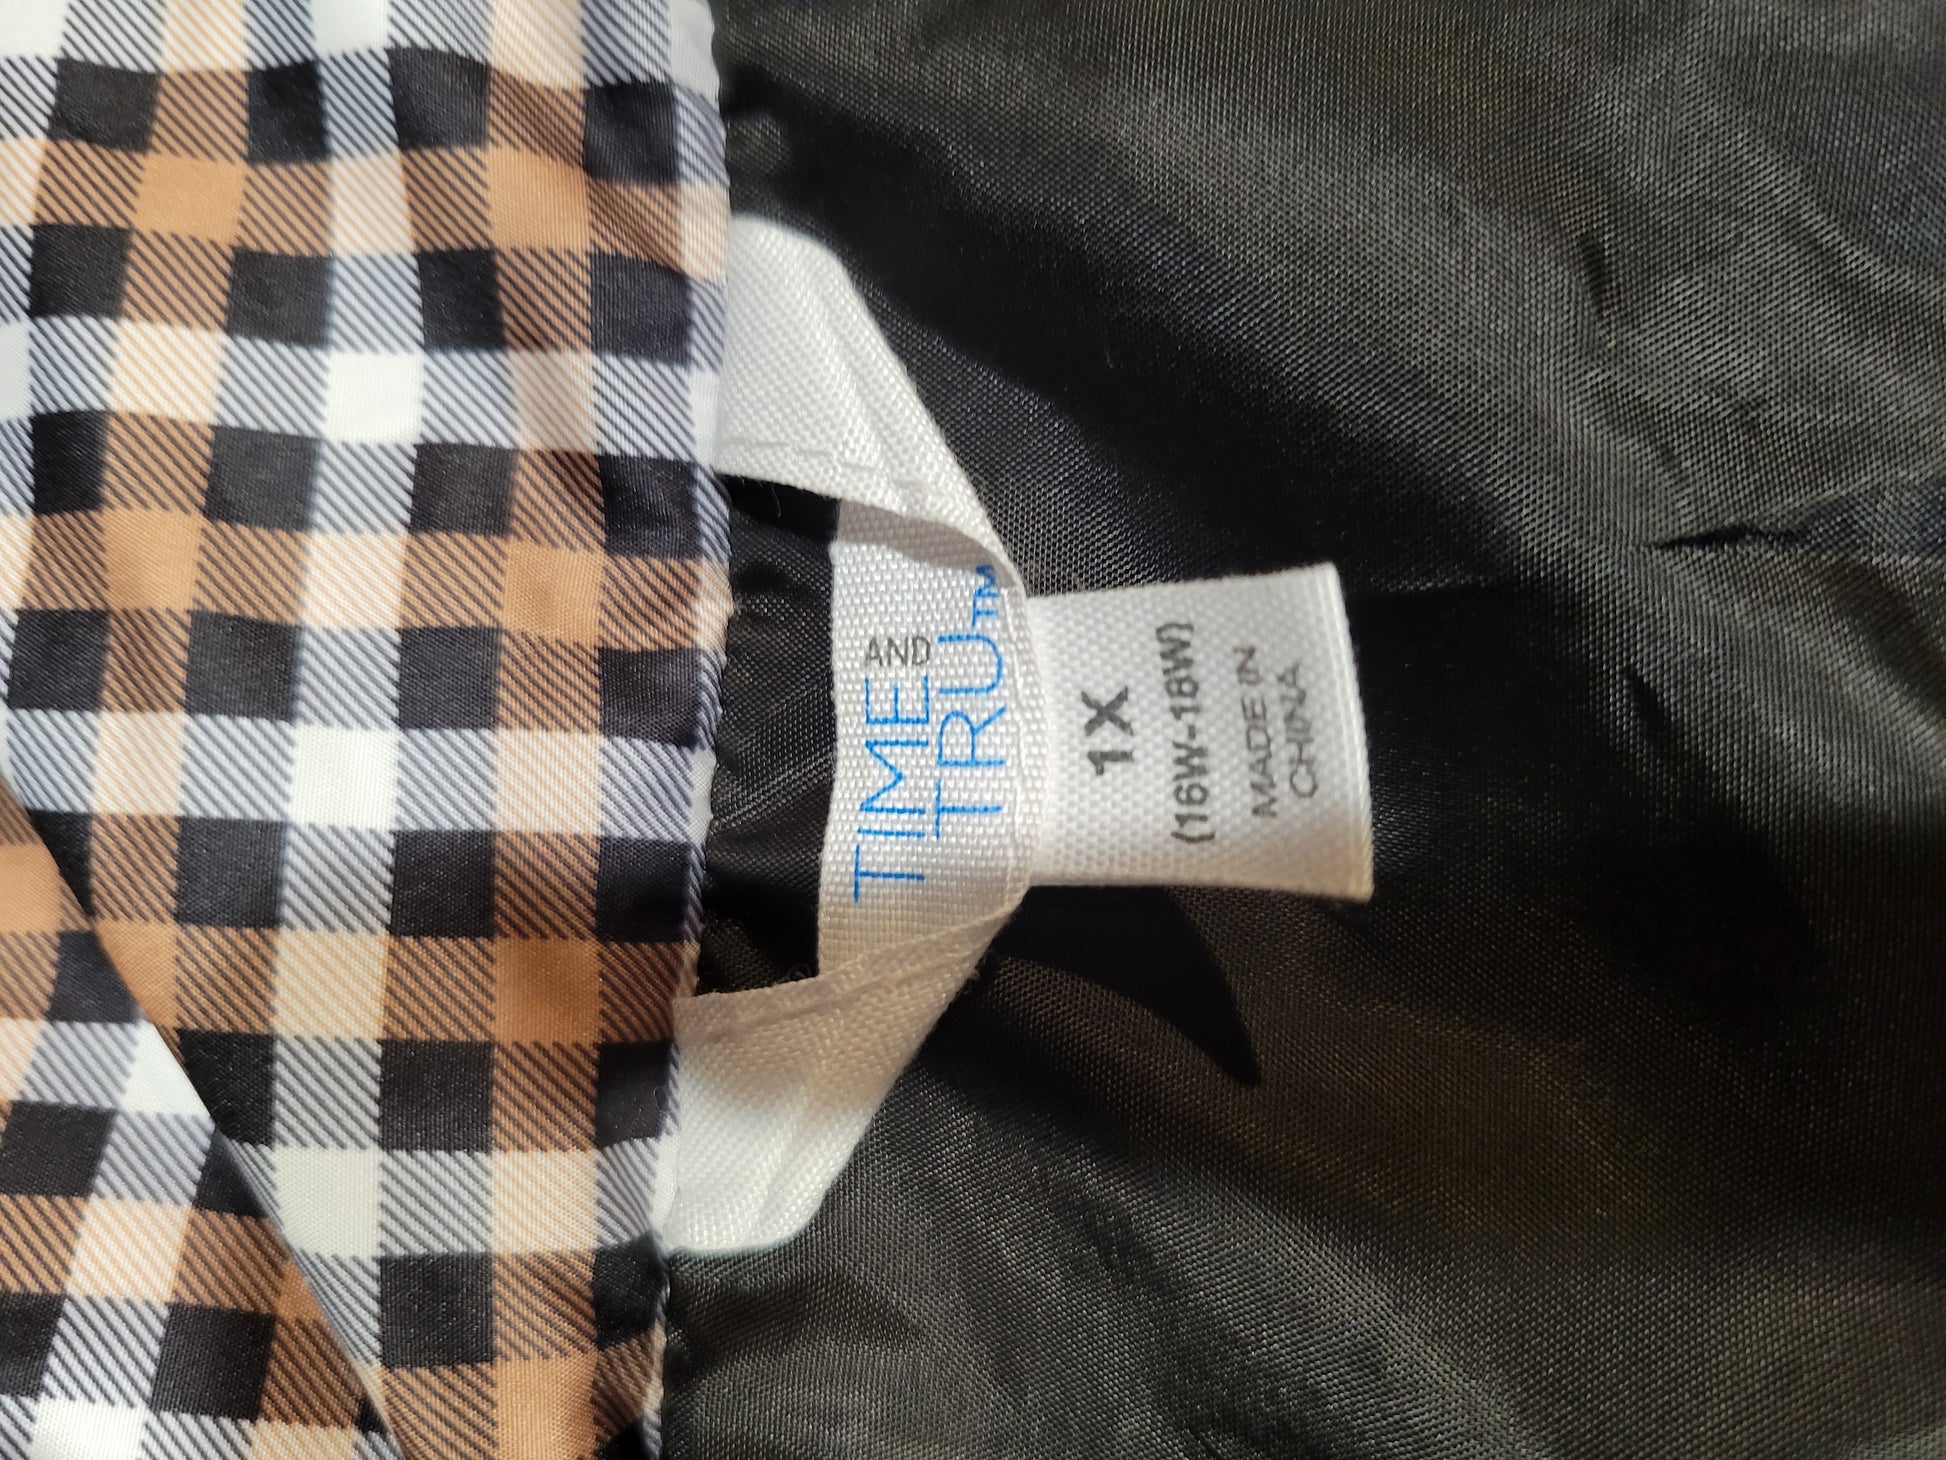 TIME AND
TRU™
1X
(16W-18W)
MADE IN
CHINA